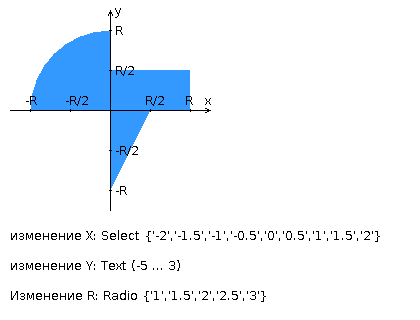 y
R
R/2
-R -R/2 R/2 R x
-R/2
-R
изменение X: Select {'-2','-1.5','-1','-0.5','0','0.5','1','1.5','2'}
изменение Y: Text (-5 ... 3)
Изменение R: Radio {'1','1.5','2','2.5','3'}